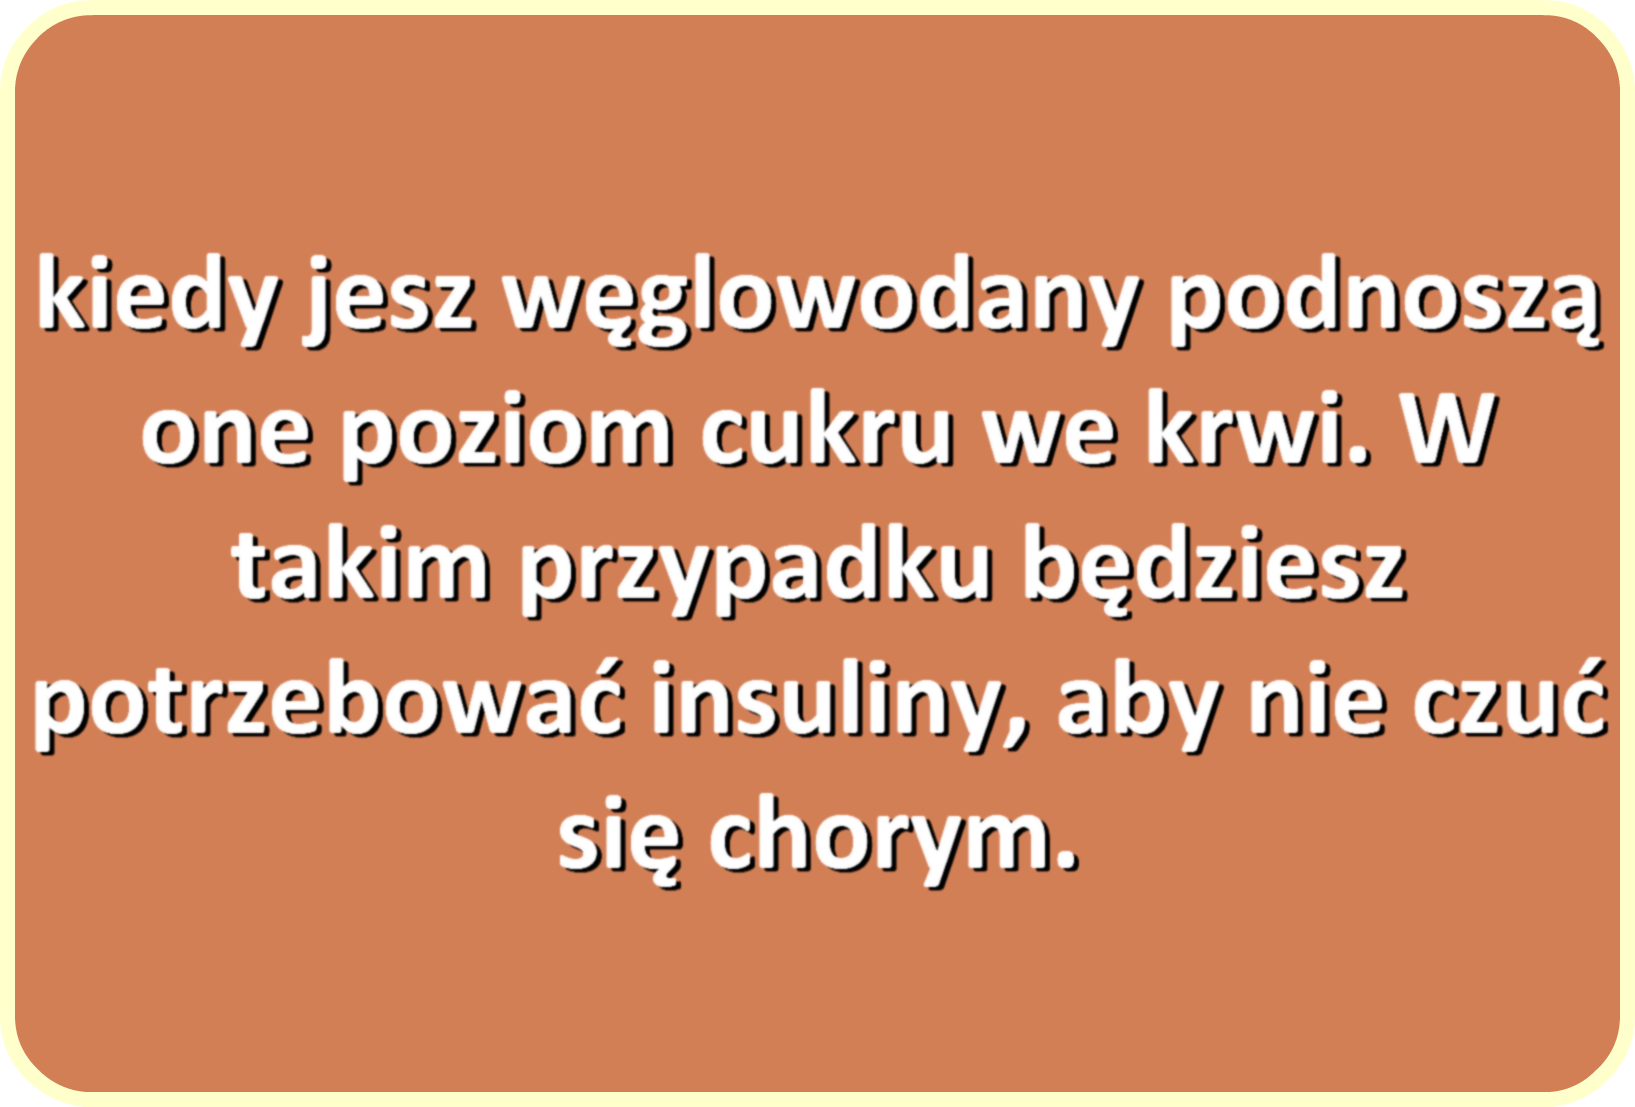 kiedy jesz węglowodany podnoszą
one poziom cukru we krwi. W
takim przypadku będziesz
potrzebować insuliny, aby nie czuć
się chorym.